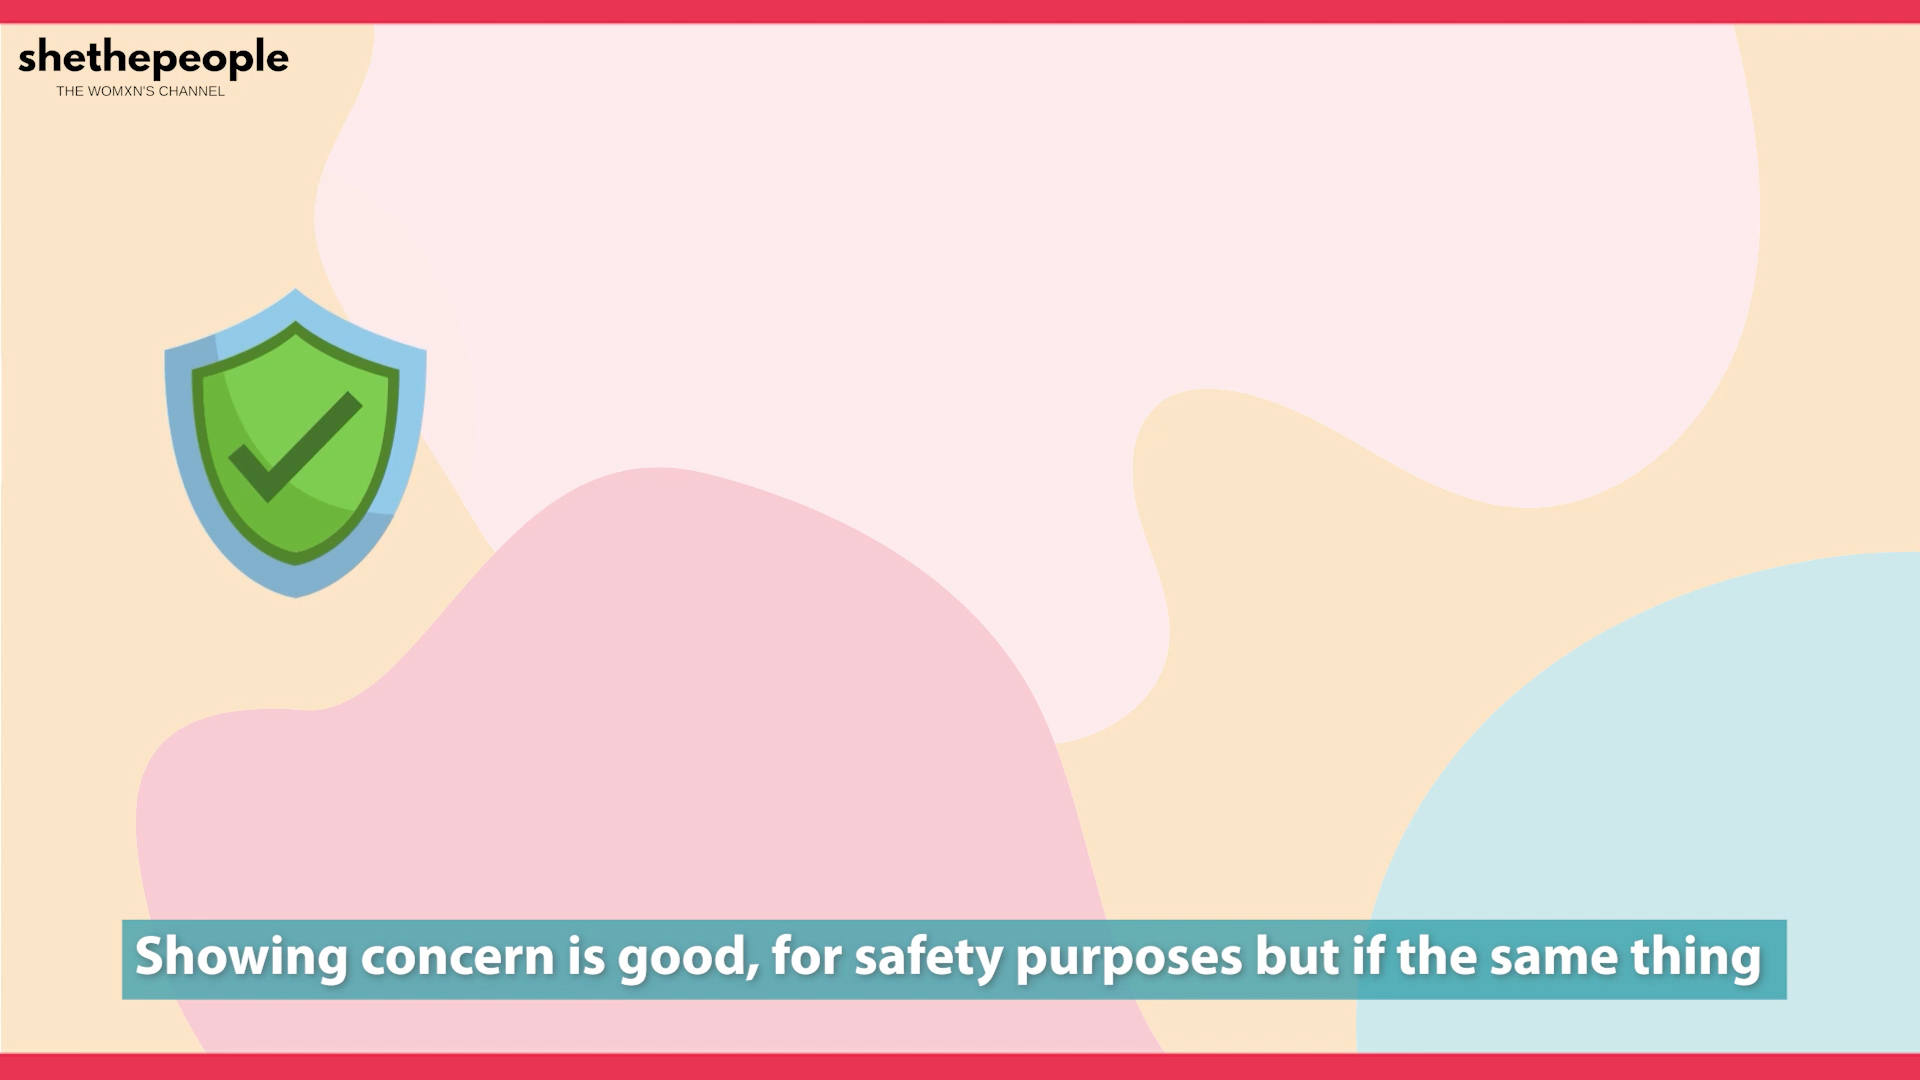 shethepeople
THE WOMXN'S CHANNEL
Showing concern is good, for safety purposes but if the same thing